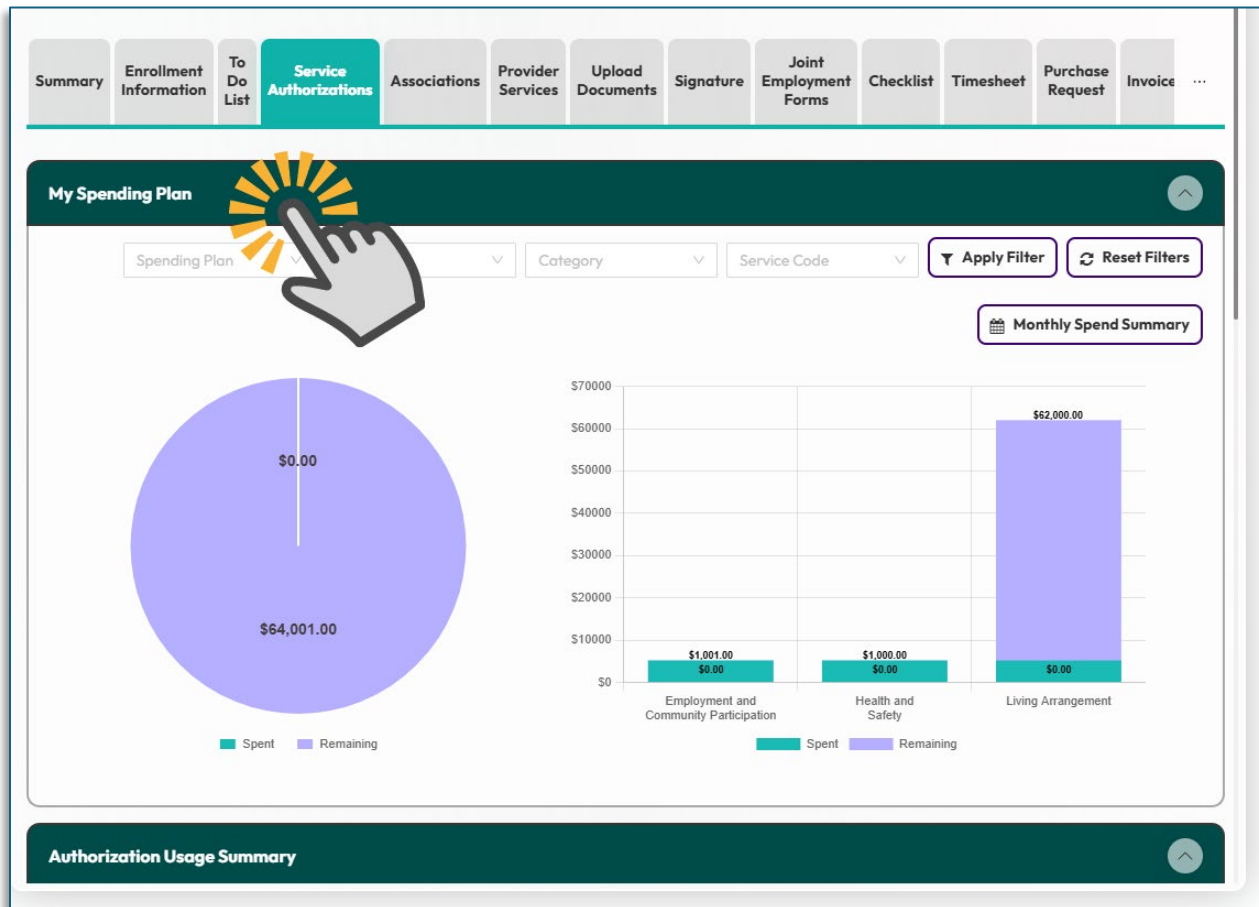 Summary
Enrollment
Information
To
Do
List
Service
Authorizations
Associations
Provider
Services
Upload
Documents
Signature
Joint
Employment
Forms
Checklist
Timesheet
Purchase
Request
Invoice
...
My Spending Plan
Spending Plan
Category
Service Code
Apply Filter
Reset Filters
Monthly Spend Summary
$0.00
$64,001.00
Spent
Remaining
$70000
$60000
$50000
$40000
$30000
$20000
$10000
$0
$1,001.00
$0.00
$1,000.00
$0.00
$62,000.00
$0.00
Employment and
Community Participation
Health and
Safety
Living Arrangement
Spent
Remaining
Authorization Usage Summary